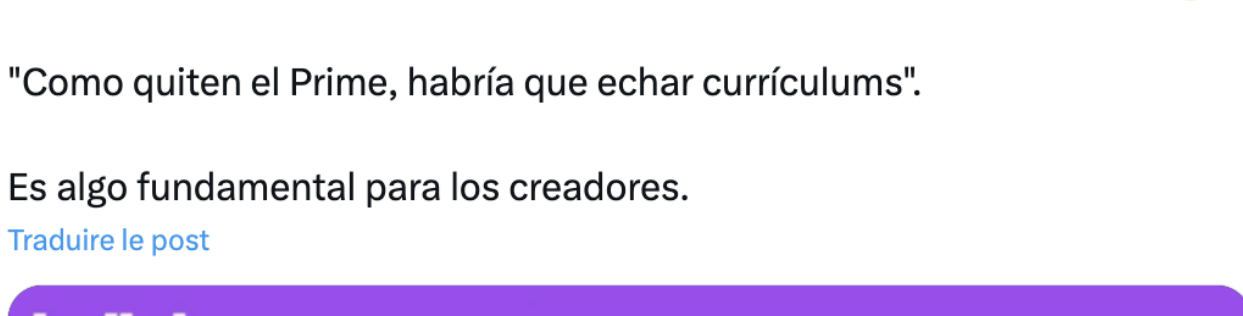 "Como quiten el Prime, habría que echar currículums".
Es algo fundamental para los creadores.
Traduire le post